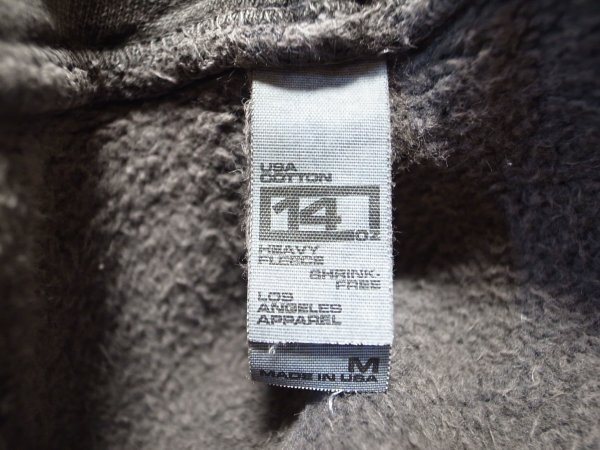 USA
COTTON
14 OZ
HEAVY
FLEECE
SHRINK-
FREE
LOS
ANGELES
APPAREL
M
MADE IN USA